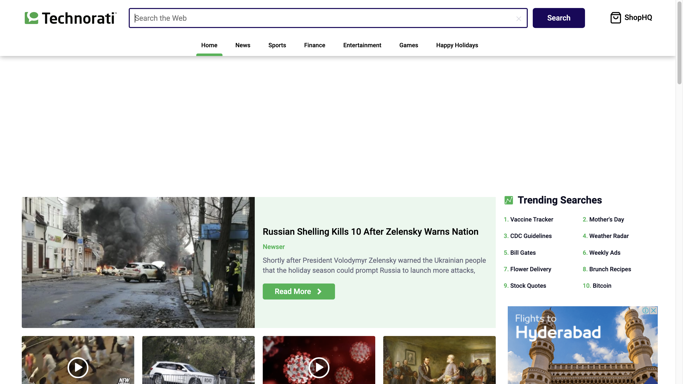 Technorati
Search the Web
Search
ShopHQ
Home
News
Sports
Finance
Entertainment
Games
Happy Holidays
Russian Shelling Kills 10 After Zelensky Warns Nation
Newser
Shortly after President Volodymyr Zelensky warned the Ukrainian people
that the holiday season could prompt Russia to launch more attacks,
Read More
Trending Searches
1. Vaccine Tracker
2. Mother's Day
3. CDC Guidelines
4. Weather Radar
5. Bill Gates
6. Weekly Ads
7. Flower Delivery
8. Brunch Recipes
9. Stock Quotes
10. Bitcoin
Flights to
Hyderabad
NEW